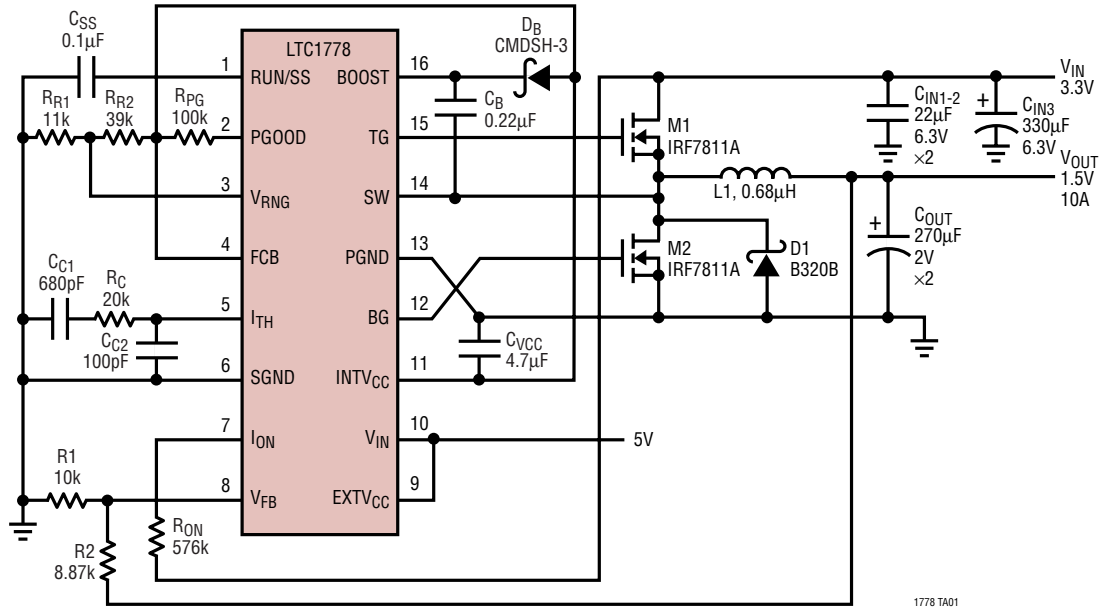 C_SS
0.1µF
D_B
CMDSH-3
LTC1778
1
RUN/SS
BOOST
16
R_R1
11k
R_R2
39k
R_PG
100k
C_B
0.22µF
V_IN
3.3V
C_IN1-2
22µF
6.3V
×2
+
C_IN3
330µF
6.3V
2
PGOOD
TG
15
M1
IRF7811A
V_OUT
1.5V
10A
3
V_RNG
SW
14
L1, 0.68µH
4
FCB
PGND
13
M2
IRF7811A
D1
B320B
+
C_OUT
270µF
2V
×2
C_C1
680pF
R_C
20k
5
I_TH
BG
12
C_C2
100pF
C_VCC
4.7µF
6
SGND
INTV_CC
11
7
I_ON
V_IN
10
5V
R1
10k
8
V_FB
EXTV_CC
9
R_ON
576k
R2
8.87k
1778 TA01